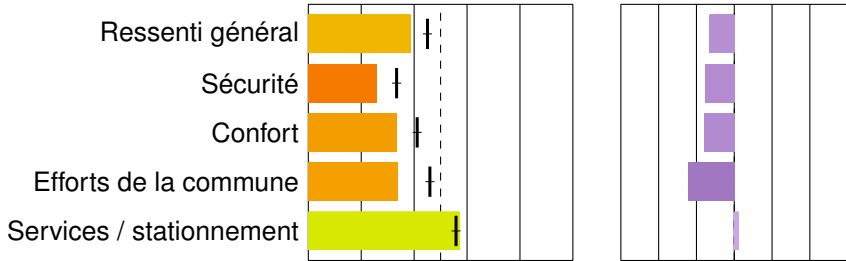 Ressenti général
Sécurité
Confort
Efforts de la commune
Services / stationnement